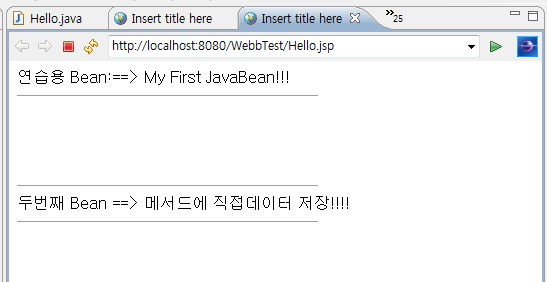 Hello.java Insert title here Insert title here 25
http://localhost:8080/WebbTest/Hello.jsp
연습용 Bean:==> My First JavaBean!!!
두번째 Bean ==> 메서드에 직접데이터 저장!!!!